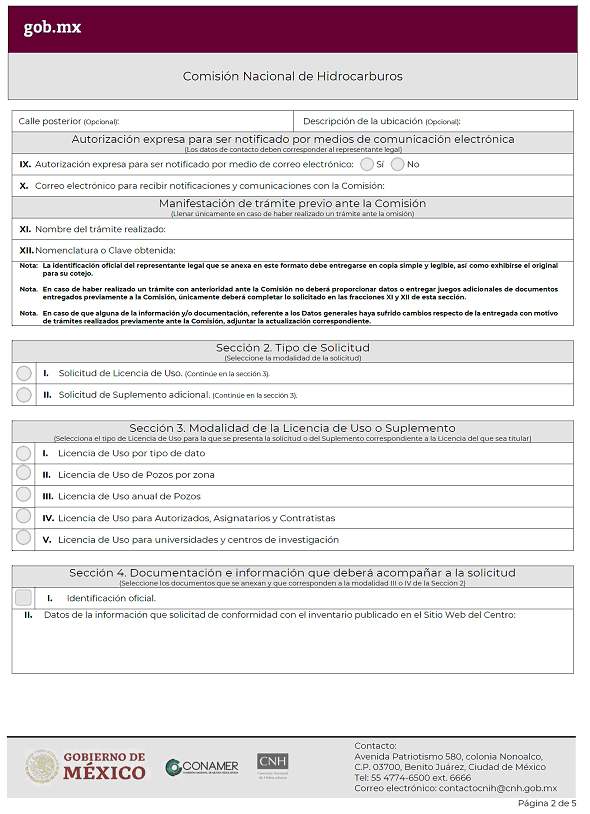 gob.mx
Comisión Nacional de Hidrocarburos
Calle posterior (Opcional):
Descripción de la ubicación (Opcional):
Autorización expresa para ser notificado por medios de comunicación electrónica
(Los datos de contacto deben corresponder al representante legal)
IX. Autorización expresa para ser notificado por medio de correo electrónico: Sí No
X. Correo electrónico para recibir notificaciones y comunicaciones con la Comisión:
Manifestación de trámite previo ante la Comisión
(Llenar únicamente en caso de haber realizado un trámite ante la omisión)
XI. Nombre del trámite realizado:
XII. Nomenclatura o Clave obtenida:
Nota: La identificación oficial del representante legal que se anexa en este formato debe entregarse en copia simple y legible, así como exhibirse el original
para su cotejo.
Nota. En caso de haber realizado un trámite con anterioridad ante la Comisión no deberá proporcionar datos o entregar juegos adicionales de documentos
entregados previamente a la Comisión, únicamente deberá completar lo solicitado en las fracciones XI y XII de esta sección.
Nota. En caso de que alguna de la información y/o documentación, referente a los Datos generales haya sufrido cambios respecto de la entregada con motivo
de trámites realizados previamente ante la Comisión, adjuntar la actualización correspondiente.
Sección 2. Tipo de Solicitud
(Seleccione la modalidad de la solicitud)
I. Solicitud de Licencia de Uso. (Continúe en la sección 3).
II. Solicitud de Suplemento adicional. (Continúe en la sección 3).
Sección 3. Modalidad de la Licencia de Uso o Suplemento
(Selecciona el tipo de Licencia de Uso para la que se presenta la solicitud o del Suplemento correspondiente a la Licencia del que sea titular)
I. Licencia de Uso por tipo de dato
II. Licencia de Uso de Pozos por zona
III. Licencia de Uso anual de Pozos
IV. Licencia de Uso para Autorizados, Asignatarios y Contratistas
V. Licencia de Uso para universidades y centros de investigación
Sección 4. Documentación e información que deberá acompañar a la solicitud
(Seleccione los documentos que se anexan y que corresponden a la modalidad III o IV de la Sección 2)
I. Identificación oficial.
II. Datos de la información que solicitud de conformidad con el inventario publicado en el Sitio Web del Centro:
GOBIERNO DE
MÉXICO
CONAMER
CNH
Comisión Nacional
de Hidrocarburos
Contacto:
Avenida Patriotismo 580, colonia Nonoalco,
C.P. 03700, Benito Juárez, Ciudad de México
Tel: 55 4774-6500 ext. 6666
Correo electrónico: contactocnih@cnh.gob.mx
Página 2 de 5